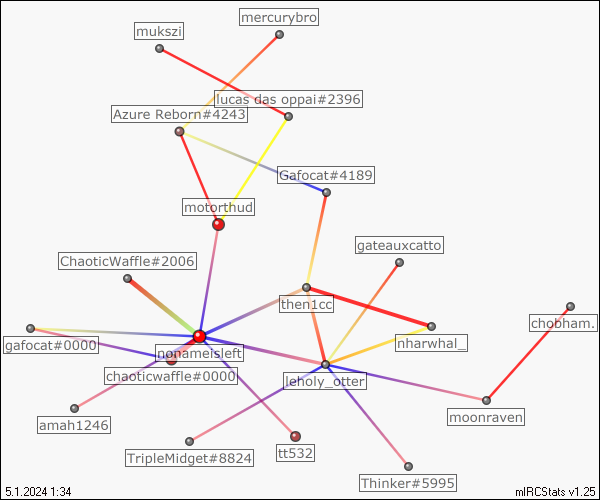 mercurybro
mukszi
lucas das oppai#2396
Azure Reborn#4243
Gafocat#4189
motorthud
gateauxcatto
ChaoticWaffle#2006
then1cc
chobham.
nharwhal_
gafocat#0000
nonameisleft
chaoticwaffle#0000
leholy_otter
moonraven
amah1246
tt532
TripleMidget#8824
Thinker#5995
5.1.2024 1:34
mIRCStats v1.25